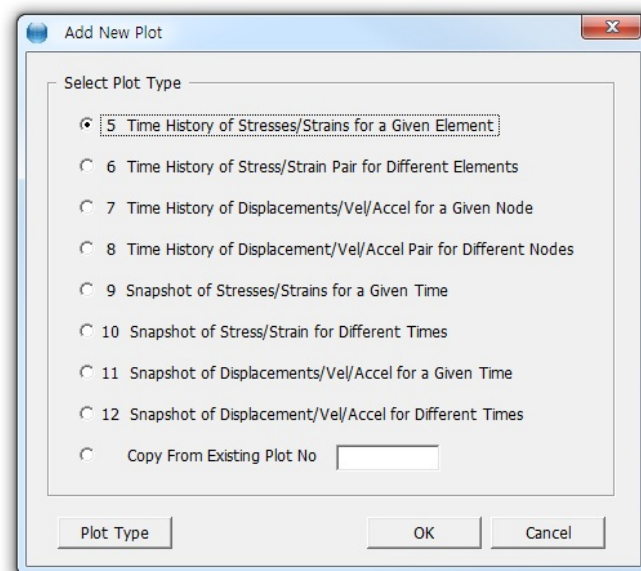 Add New Plot
Select Plot Type
5 Time History of Stresses/Strains for a Given Element
6 Time History of Stress/Strain Pair for Different Elements
7 Time History of Displacements/Vel/Accel for a Given Node
8 Time History of Displacement/Vel/Accel Pair for Different Nodes
9 Snapshot of Stresses/Strains for a Given Time
10 Snapshot of Stress/Strain for Different Times
11 Snapshot of Displacements/Vel/Accel for a Given Time
12 Snapshot of Displacement/Vel/Accel for Different Times
Copy From Existing Plot No
Plot Type OK Cancel